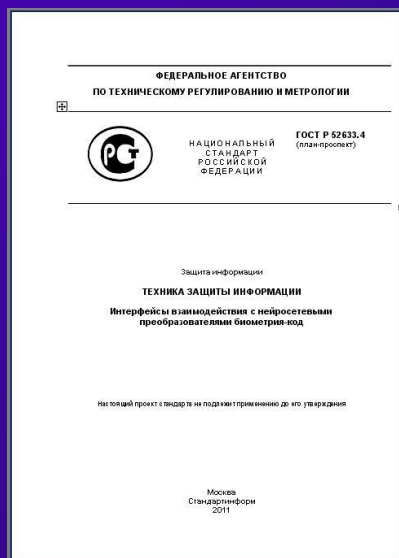 ФЕДЕРАЛЬНОЕ АГЕНТСТВО
ПО ТЕХНИЧЕСКОМУ РЕГУЛИРОВАНИЮ И МЕТРОЛОГИИ
НАЦИОНАЛЬНЫЙ
СТАНДАРТ
РОССИЙСКОЙ
ФЕДЕРАЦИИ
ГОСТ Р 52633.4
(план-проспект)
Защита информации
ТЕХНИКА ЗАЩИТЫ ИНФОРМАЦИИ
Интерфейсы взаимодействия с нейросетевыми
преобразователями биометрия-код
Настоящий проект стандарта не подлежит применению до его утверждения
Москва
Стандартинформ
2011